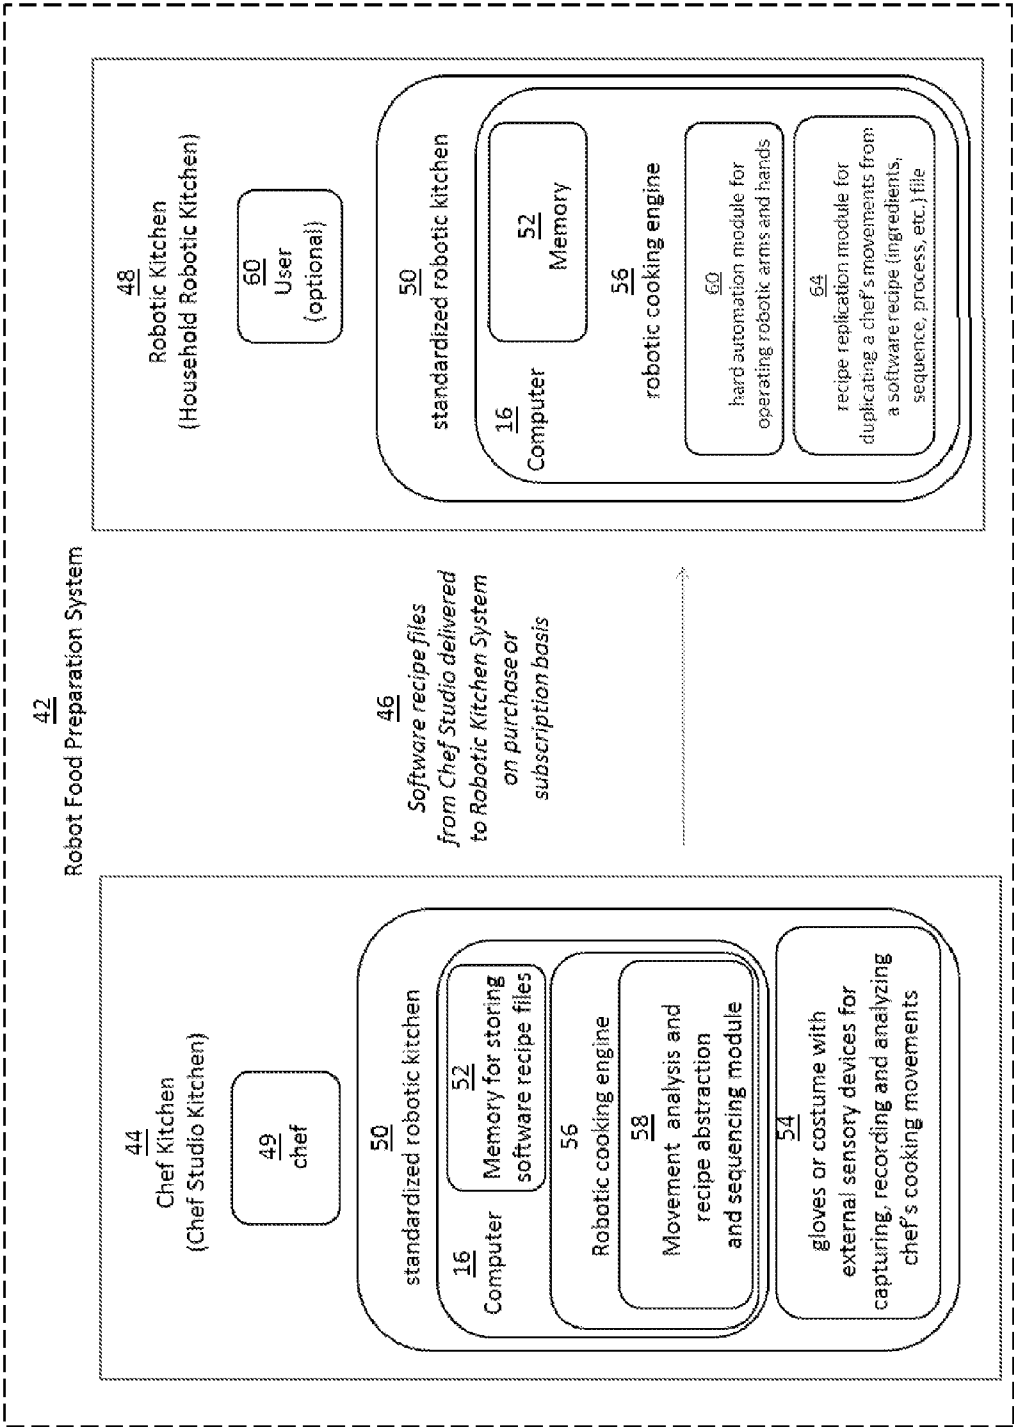 42
Robot Food Preparation System
44
Chef Kitchen
(Chef Studio Kitchen)
49
chef
50
standardized robotic kitchen
16
Computer
52
Memory for storing
software recipe files
56
Robotic cooking engine
58
Movement analysis and
recipe abstraction
and sequencing module
54
gloves or costume with
external sensory devices for
capturing, recording and analyzing
chef's cooking movements
46
Software recipe files
from Chef Studio delivered
to Robotic Kitchen System
on purchase or
subscription basis
48
Robotic Kitchen
(Household Robotic Kitchen)
60
User
(optional)
50
standardized robotic kitchen
16
Computer
52
Memory
56
robotic cooking engine
60
hard automation module for
operating robotic arms and hands
64
recipe replication module for
duplicating a chef's movements from
a software recipe (ingredients,
sequence, process, etc.) file